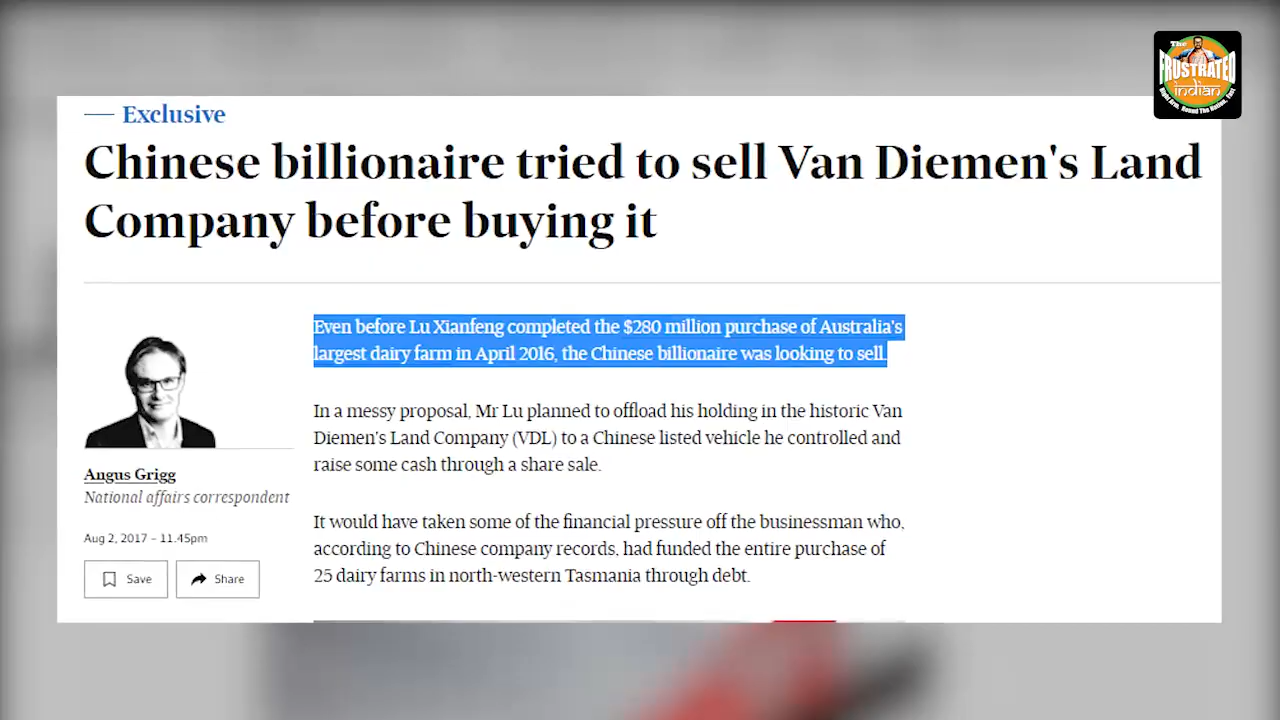 The
FRUSTRATED
indian
Exclusive
Chinese billionaire tried to sell Van Diemen's Land
Company before buying it
Even before Lu Xianfeng completed the $280 million purchase of Australia's
largest dairy farm in April 2016, the Chinese billionaire was looking to sell.
In a messy proposal, Mr Lu planned to offload his holding in the historic Van
Diemen's Land Company (VDL) to a Chinese listed vehicle he controlled and
raise some cash through a share sale.
It would have taken some of the financial pressure off the businessman who,
according to Chinese company records, had funded the entire purchase of
25 dairy farms in north-western Tasmania through debt.
Angus Grigg
National affairs correspondent
Aug 2, 2017 – 11.45pm
Save
Share